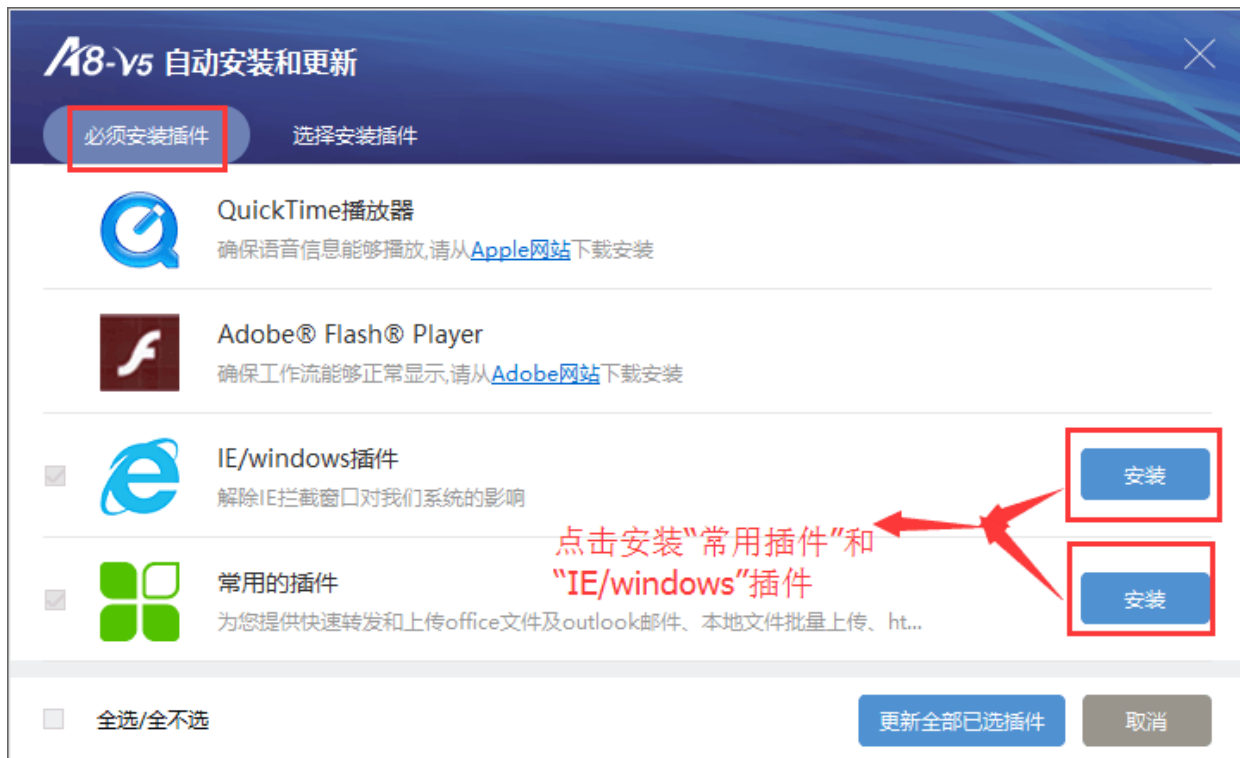 A8-V5 自动安装和更新
必须安装插件 选择安装插件
QuickTime播放器
确保语音信息能够播放,请从Apple网站下载安装
Adobe® Flash® Player
确保工作流能够正常显示,请从Adobe网站下载安装
IE/windows插件
解除IE拦截窗口对我们系统的影响
安装
点击安装“常用插件”和
“IE/windows”插件
常用的插件
为您提供快速转发和上传office文件及outlook邮件、本地文件批量上传、ht...
安装
全选/全不选
更新全部已选插件 取消